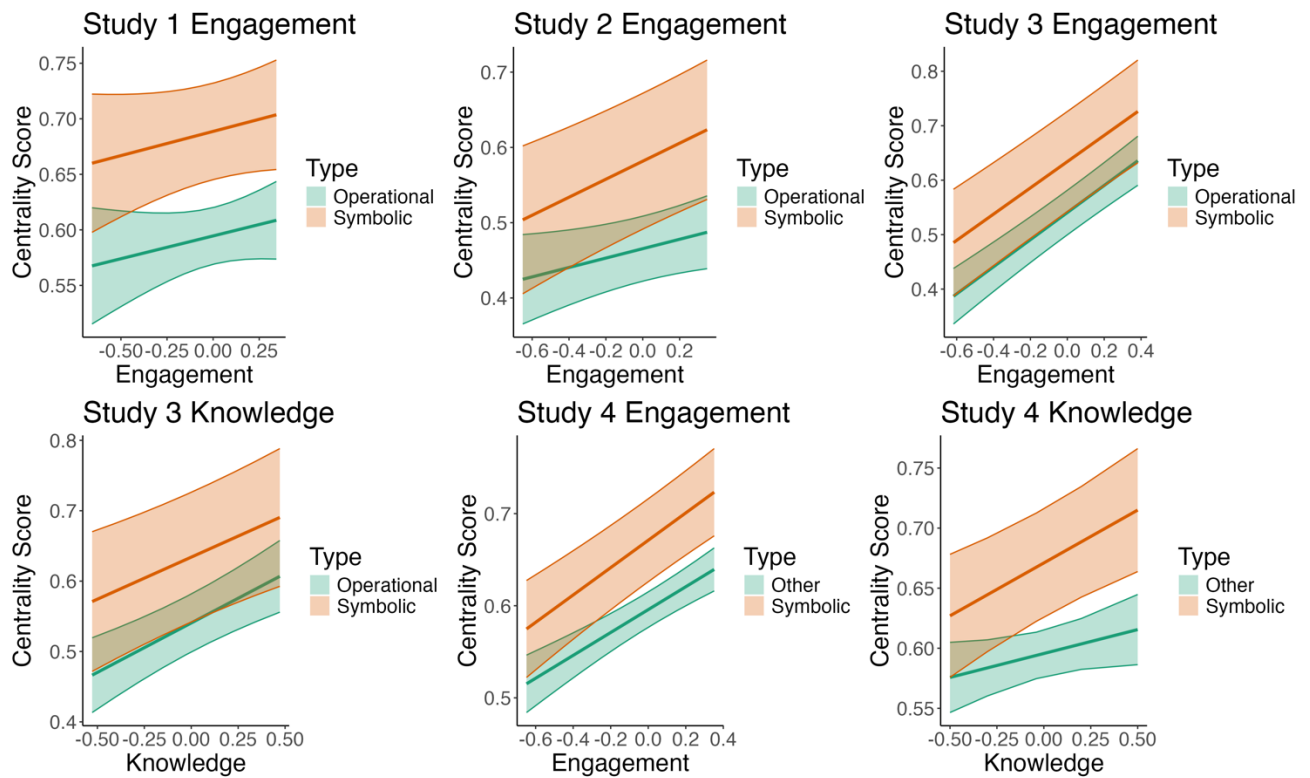 Study 1 Engagement
Centrality Score
0.75
0.70
0.65
0.60
0.55
-0.50 -0.25 0.00 0.25
Engagement
Type
Operational
Symbolic
Study 2 Engagement
Centrality Score
0.7
0.6
0.5
0.4
-0.6 -0.4 -0.2 0.0 0.2
Engagement
Type
Operational
Symbolic
Study 3 Engagement
Centrality Score
0.8
0.7
0.6
0.5
0.4
-0.6 -0.4 -0.2 0.0 0.2 0.4
Engagement
Type
Operational
Symbolic
Study 3 Knowledge
Centrality Score
0.8
0.7
0.6
0.5
0.4
-0.50 -0.25 0.00 0.25 0.50
Knowledge
Type
Operational
Symbolic
Study 4 Engagement
Centrality Score
0.7
0.6
0.5
-0.6 -0.4 -0.2 0.0 0.2 0.4
Engagement
Type
Other
Symbolic
Study 4 Knowledge
Centrality Score
0.75
0.70
0.65
0.60
0.55
-0.50 -0.25 0.00 0.25 0.50
Knowledge
Type
Other
Symbolic